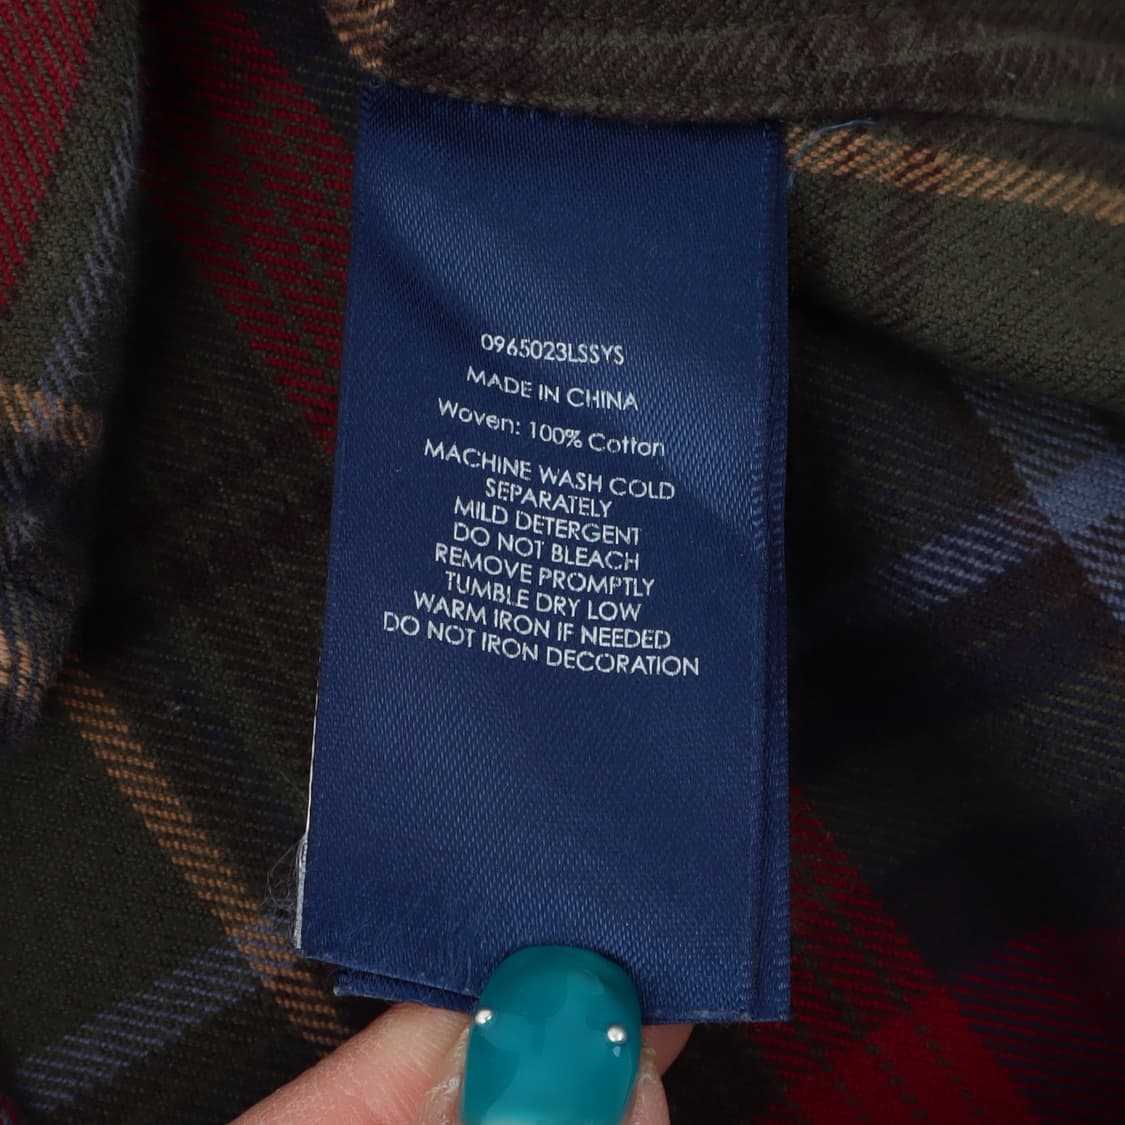 0965023LSSYS
MADE IN CHINA
Woven: 100% Cotton
MACHINE WASH COLD
SEPARATELY
MILD DETERGENT
DO NOT BLEACH
REMOVE PROMPTLY
TUMBLE DRY LOW
WARM IRON IF NEEDED
DO NOT IRON DECORATION